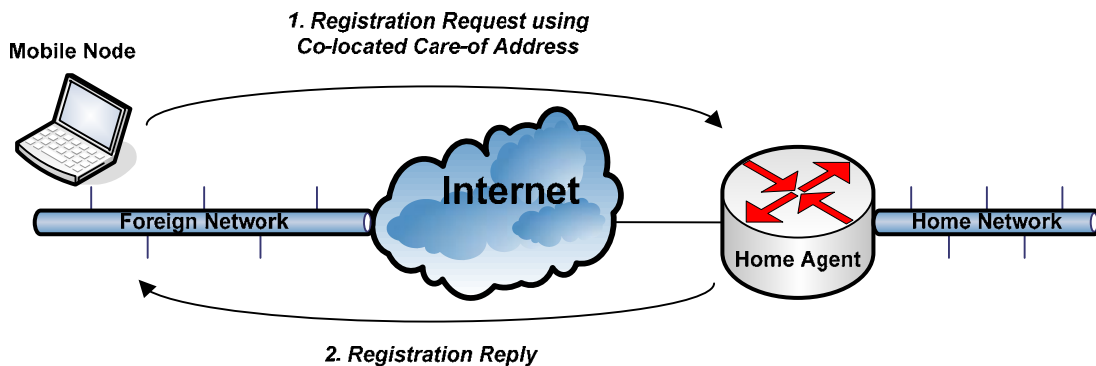 1. Registration Request using
Co-located Care-of Address
Mobile Node
Internet
Foreign Network
Home Agent
Home Network
2. Registration Reply